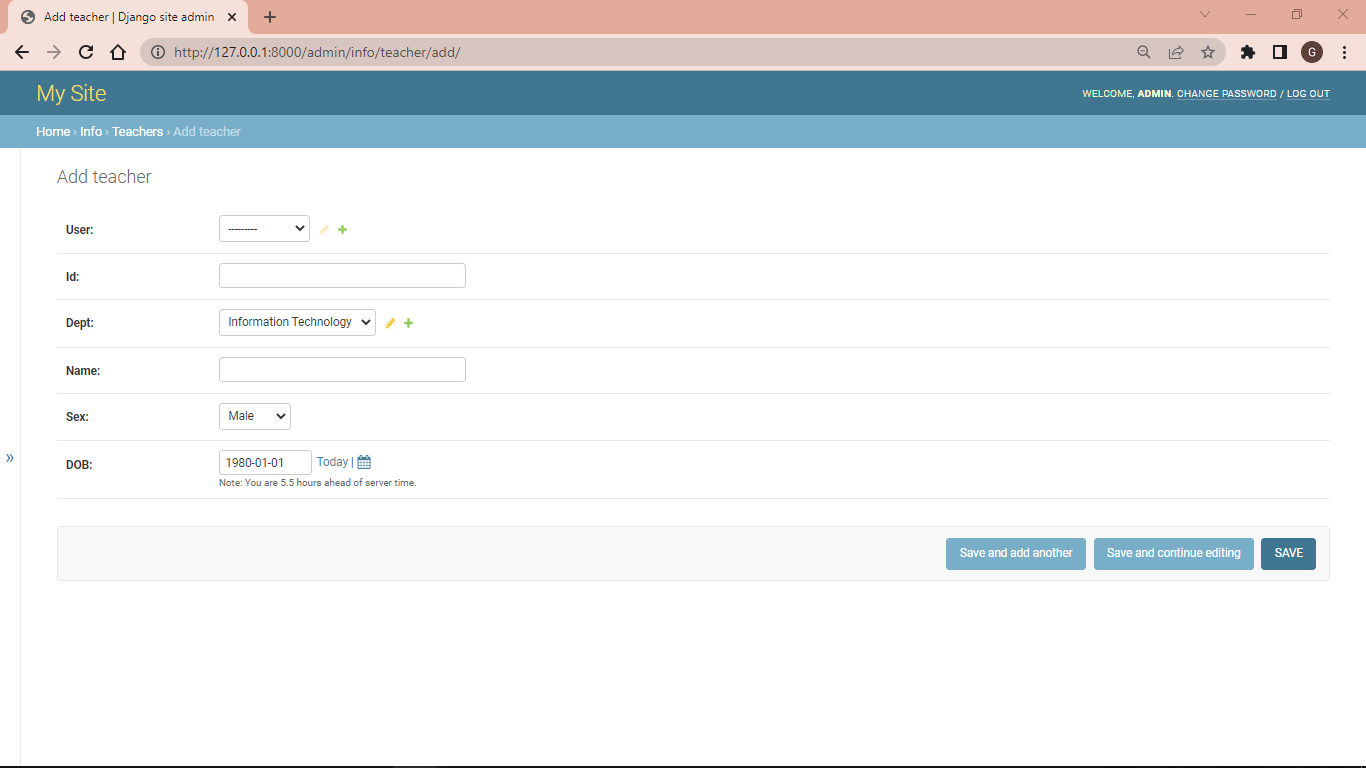 Add teacher | Django site admin
http://127.0.0.1:8000/admin/info/teacher/add/
G
My Site
WELCOME, ADMIN. CHANGE PASSWORD / LOG OUT
Home › Info › Teachers › Add teacher
Add teacher
User: ---------
Id:
Dept: Information Technology
Name:
Sex: Male
»
DOB: 1980-01-01 Today |
Note: You are 5.5 hours ahead of server time.
Save and add another Save and continue editing SAVE